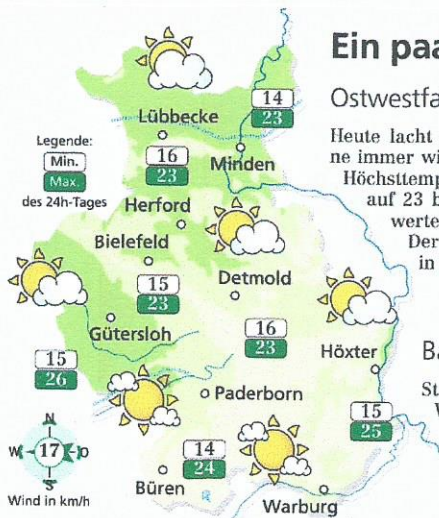 Ein paa
Ostwestfa
Heute lacht
ne immer wi
Höchsttemp
auf 23 b
werte
Der
in
14
23
Lübbecke
Legende:
Min.
Max.
des 24h-Tages
16
23
Minden
Herford
Bielefeld
15
23
Detmold
Gütersloh
16
23
Höxter
Ba
15
26
Paderborn
St
W
15
25
N
W 17 O
S
Wind in km/h
14
24
Büren
Warburg